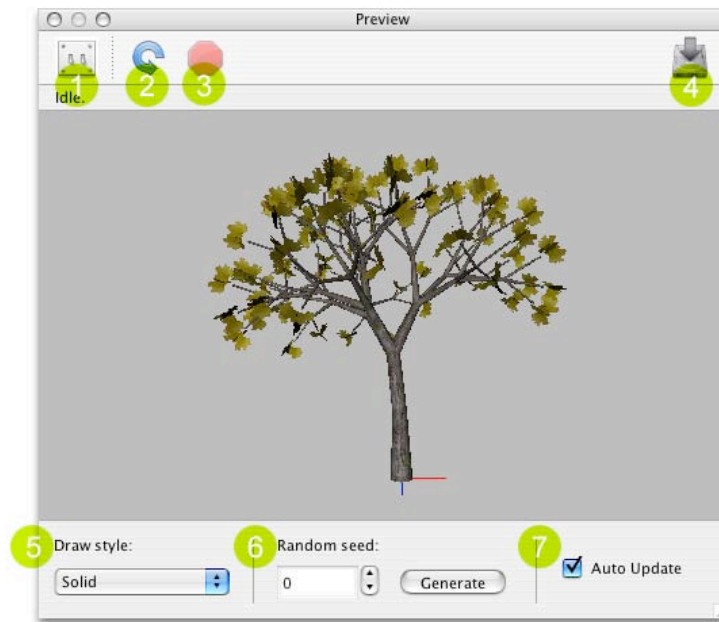 Preview
1 2 3 4
Idle.
5 Draw style: 6 Random seed: 7
Solid 0 Generate Auto Update